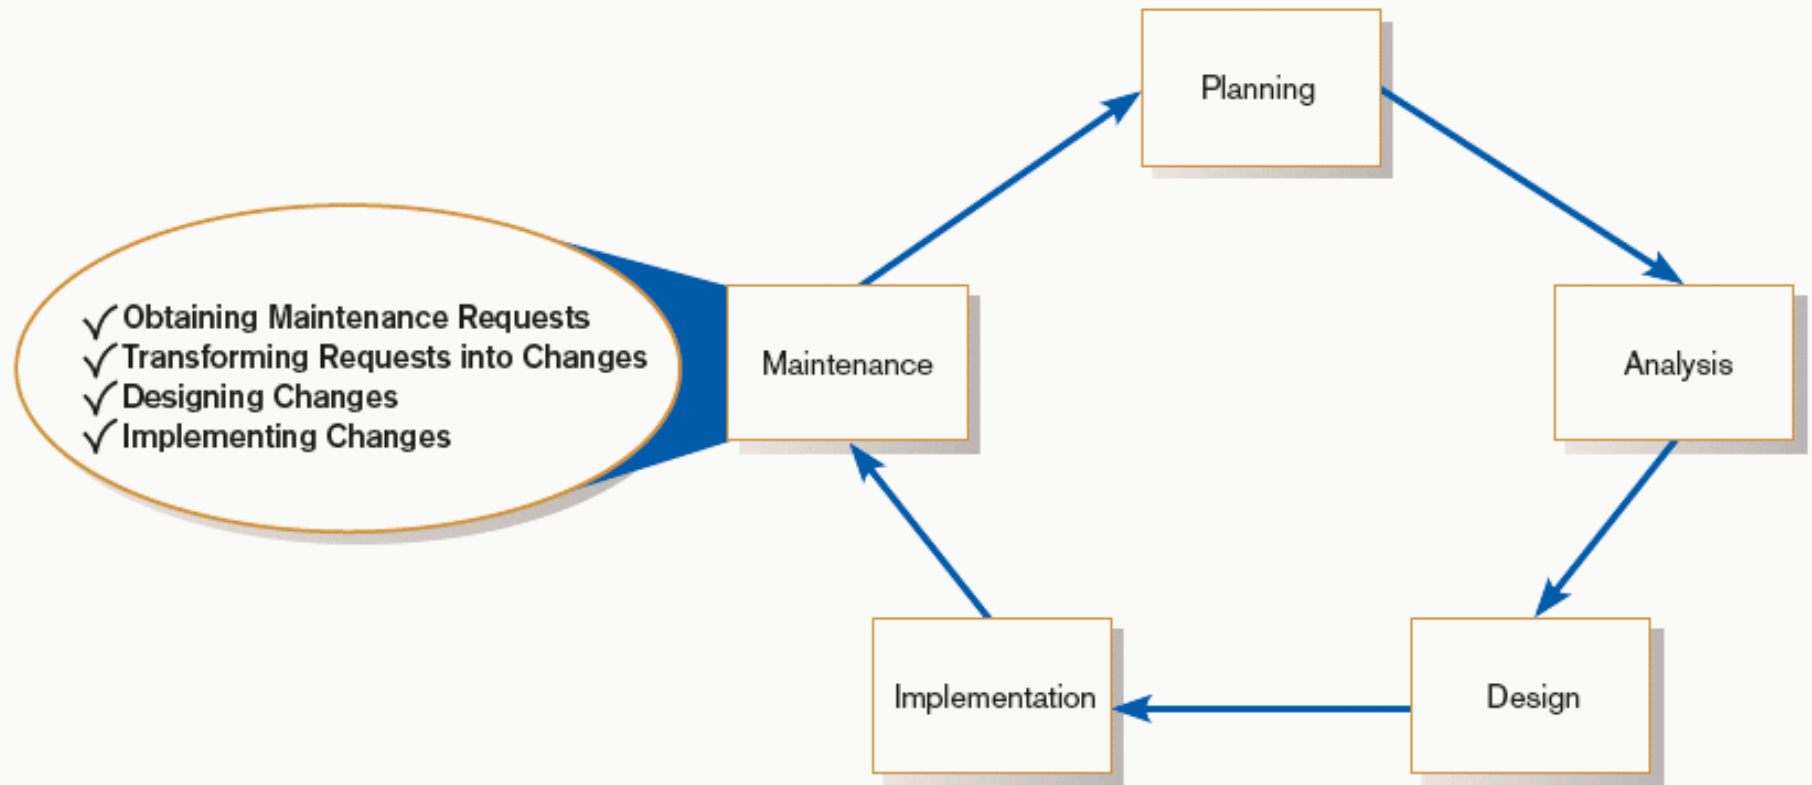 Planning
✓ Obtaining Maintenance Requests
✓ Transforming Requests into Changes
✓ Designing Changes
✓ Implementing Changes
Maintenance
Analysis
Implementation
Design